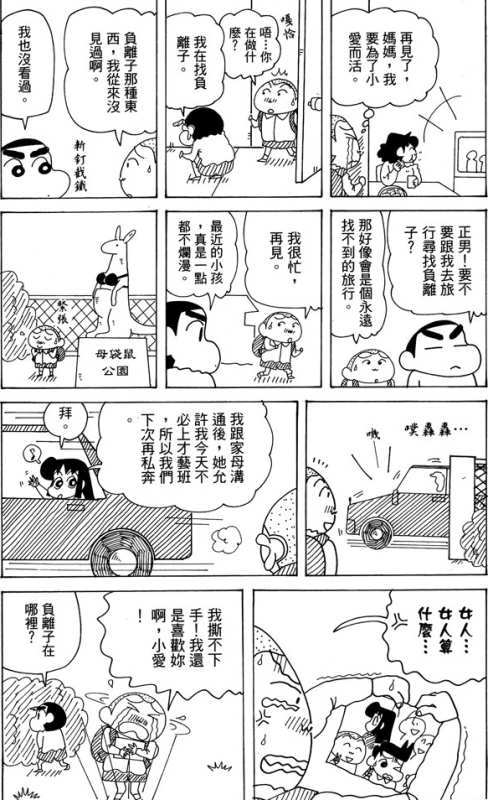 再見了，
媽媽，我
要為了小
愛而活。
嘎恰
唔…你
在做什
麼？
我在找負
離子。
負離子那種東
西，我從來沒
見過啊。
斬釘截鐵
我也沒看過。
正男！要不
要跟我去旅
行尋找負離
子？
那好像會是個永遠
找不到的旅行。
我很忙，
再見。
最近的小孩
，真是一點
都不爛漫。
緊張
母袋鼠
公園
噗轟轟…
嘰
我跟家母溝
通後，她允
許我今天不
必上才藝班
，所以我們
下次再私奔
。
拜。
女人…
女人算
什麼…
我撕不下
手！我還
是喜歡妳
啊，小愛
！
負離子在
哪裡？